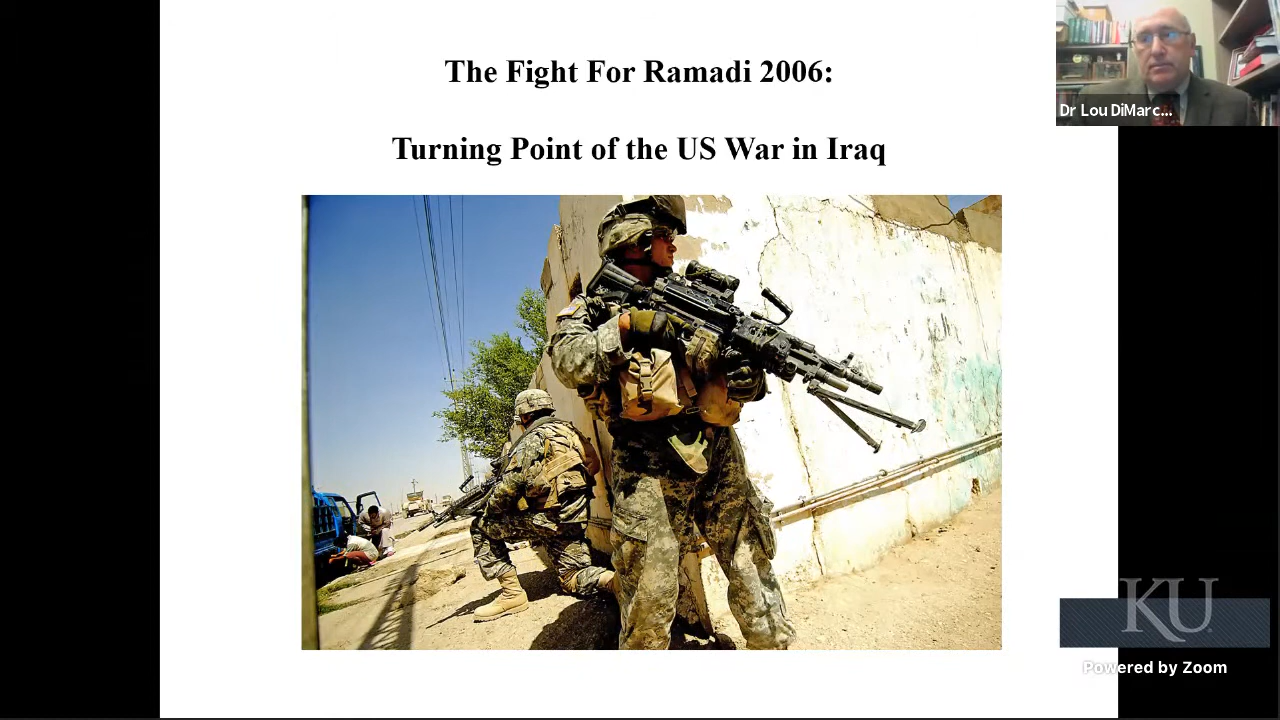 The Fight For Ramadi 2006:
Turning Point of the US War in Iraq
Dr Lou DiMarc...
KU
Powered by Zoom